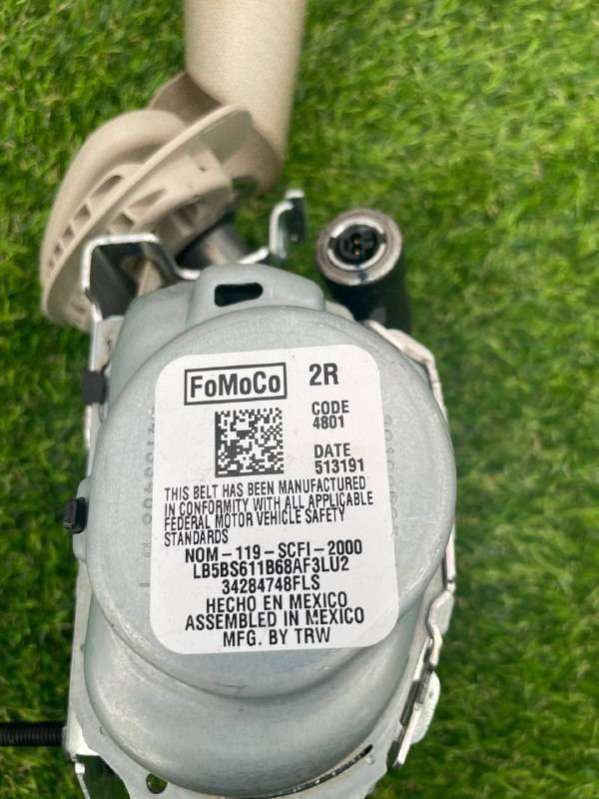 FoMoCo 2R
CODE
4801
DATE
513191
THIS BELT HAS BEEN MANUFACTURED
IN CONFORMITY WITH ALL APPLICABLE
FEDERAL MOTOR VEHICLE SAFETY
STANDARDS
NOM-119-SCFI-2000
LB5BS611B68AF3LU2
34284748FLS
HECHO EN MEXICO
ASSEMBLED IN MEXICO
MFG. BY TRW